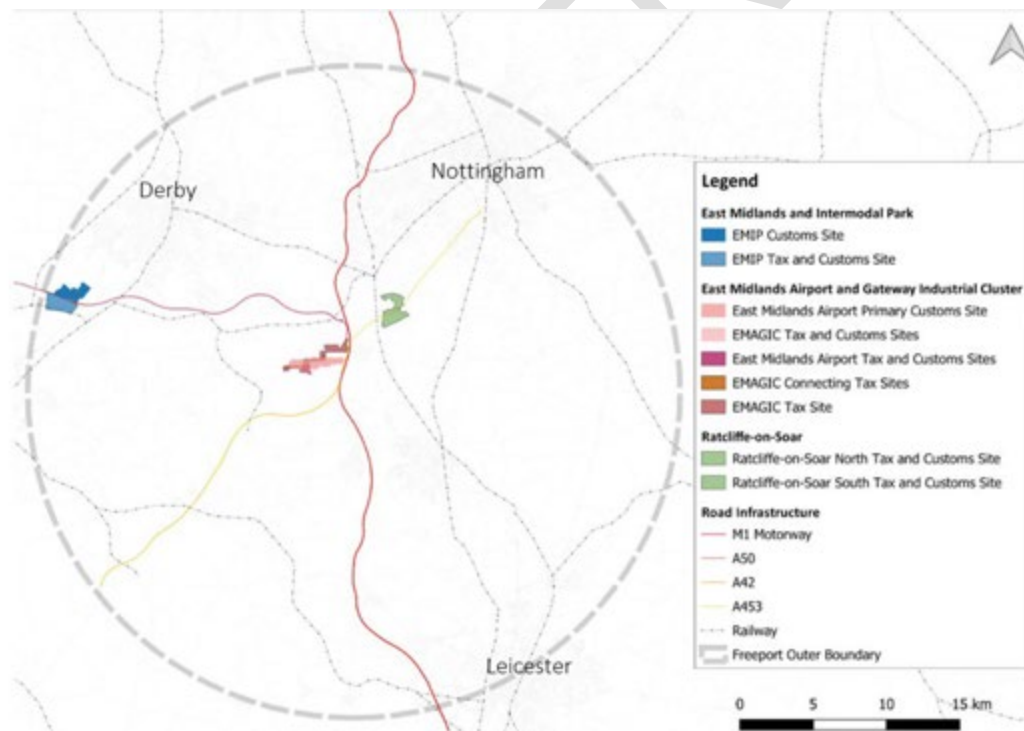 Nottingham
Derby
Leicester
Legend
East Midlands and Intermodal Park
EMIP Customs Site
EMIP Tax and Customs Site
East Midlands Airport and Gateway Industrial Cluster
East Midlands Airport Primary Customs Site
EMAGIC Tax and Customs Sites
East Midlands Airport Tax and Customs Sites
EMAGIC Connecting Tax Sites
EMAGIC Tax Site
Ratcliffe-on-Soar
Ratcliffe-on-Soar North Tax and Customs Site
Ratcliffe-on-Soar South Tax and Customs Site
Road Infrastructure
M1 Motorway
A50
A42
A453
Railway
Freeport Outer Boundary
0 5 10 15 km